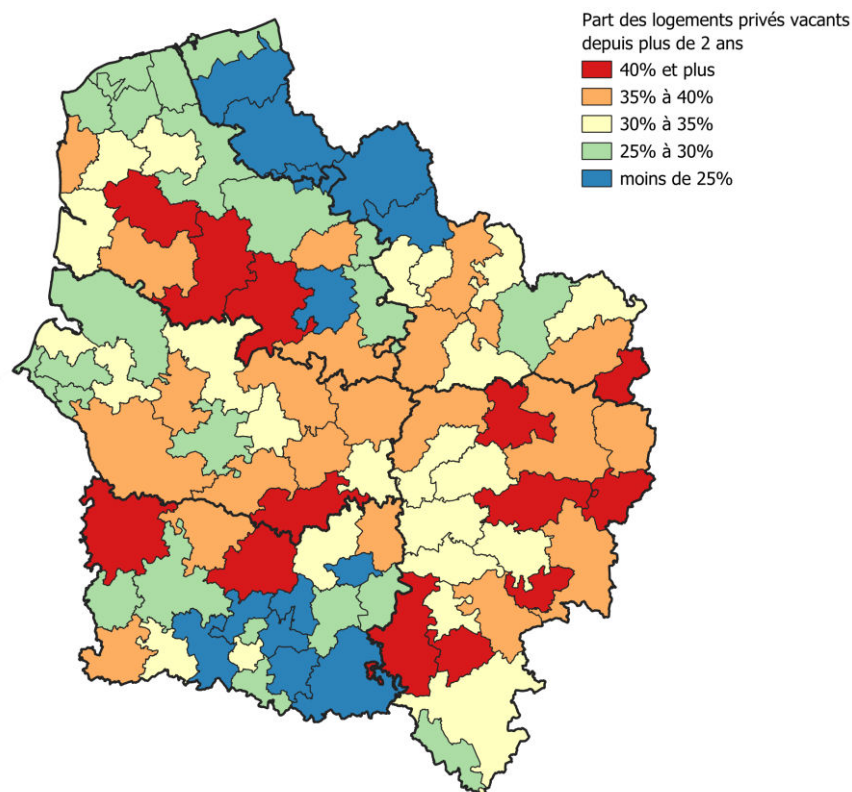 Part des logements privés vacants
depuis plus de 2 ans
40% et plus
35% à 40%
30% à 35%
25% à 30%
moins de 25%